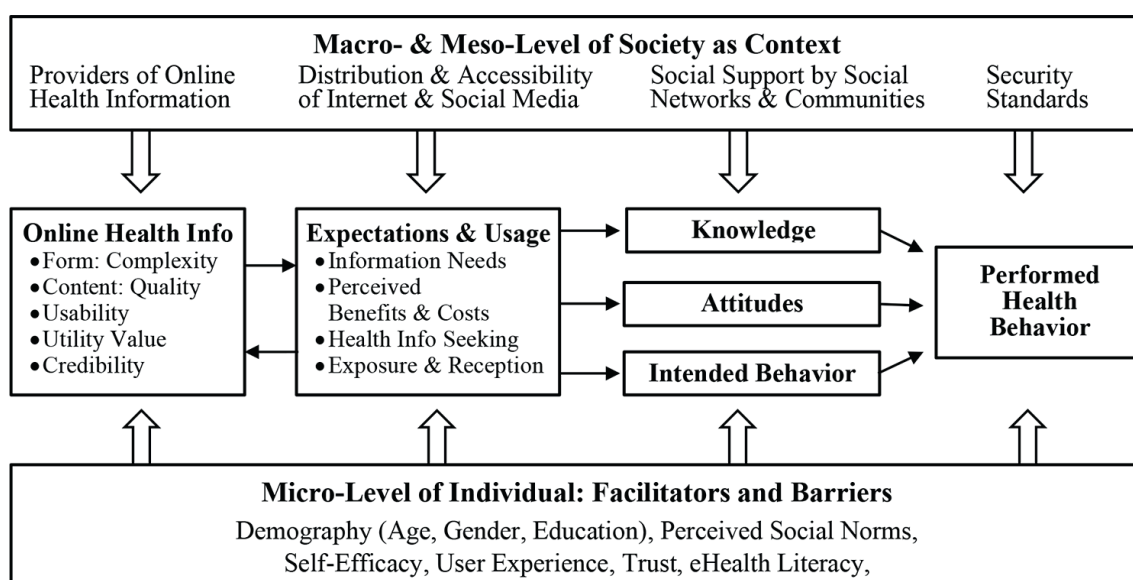 Macro- & Meso-Level of Society as Context
Providers of Online
Health Information
Distribution & Accessibility
of Internet & Social Media
Social Support by Social
Networks & Communities
Security
Standards
Online Health Info
•Form: Complexity
•Content: Quality
•Usability
•Utility Value
•Credibility
Expectations & Usage
•Information Needs
•Perceived
Benefits & Costs
•Health Info Seeking
•Exposure & Reception
Knowledge
Attitudes
Intended Behavior
Performed
Health
Behavior
Micro-Level of Individual: Facilitators and Barriers
Demography (Age, Gender, Education), Perceived Social Norms,
Self-Efficacy, User Experience, Trust, eHealth Literacy,